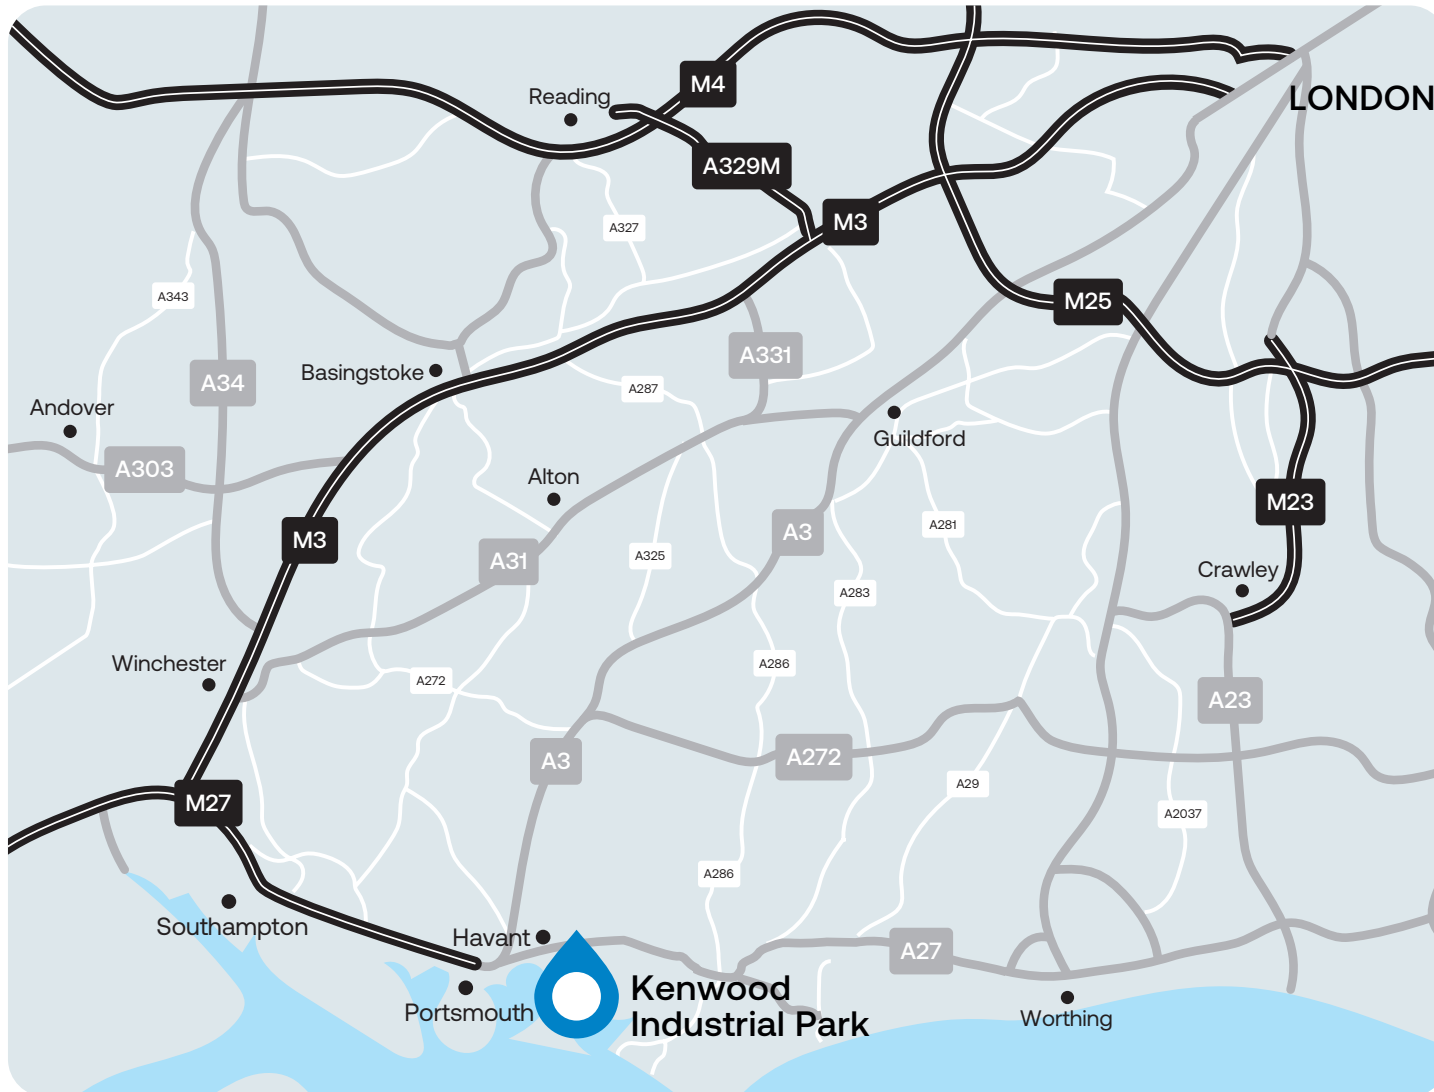 M4
Reading
LONDON
A329M
M3
A327
A343
M25
A331
Basingstoke
A34
A287
Andover
Guildford
A303
Alton
M23
A281
A3
M3
A325
A31
Crawley
A283
Winchester
A286
A272
A23
A272
A3
A29
M27
A2037
A286
Southampton
Havant
A27
Kenwood
Industrial Park
Portsmouth
Worthing